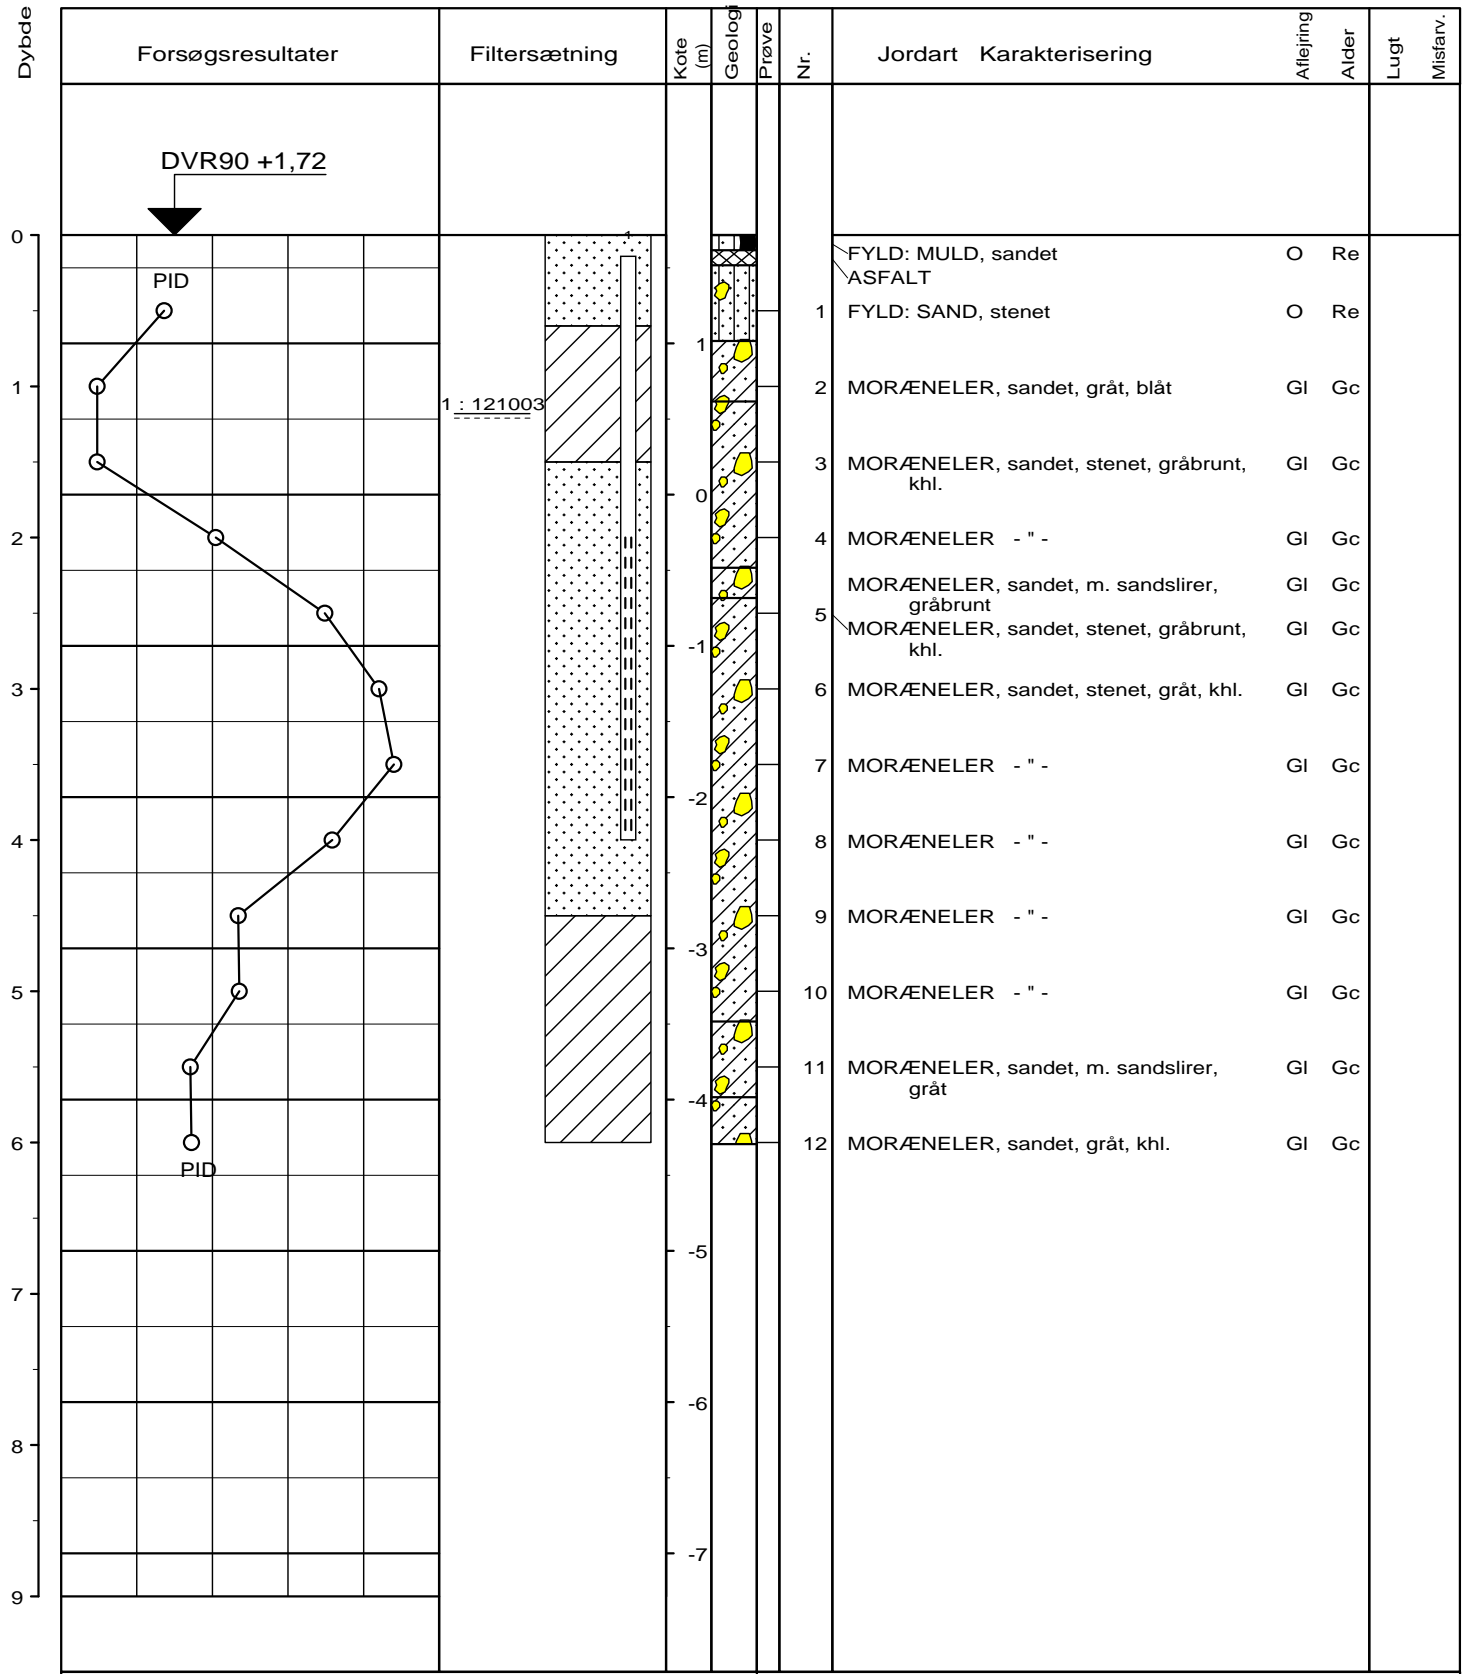 Dybde
Forsøgsresultater
Filtersætning
Kote (m)
Geologi
Prøve
Nr.
Jordart Karakterisering
Aflejring
Alder
Lugt
Misfarv.
DVR90 +1,72
0
1
FYLD: MULD, sandet O Re
ASFALT
PID
1 FYLD: SAND, stenet O Re
1
1
2 MORÆNELER, sandet, gråt, blåt Gl Gc
1 : 121003
3 MORÆNELER, sandet, stenet, gråbrunt, Gl Gc
khl.
0
2
4 MORÆNELER - " - Gl Gc
MORÆNELER, sandet, m. sandslirer, Gl Gc
gråbrunt
5
MORÆNELER, sandet, stenet, gråbrunt, Gl Gc
khl.
-1
3
6 MORÆNELER, sandet, stenet, gråt, khl. Gl Gc
7 MORÆNELER - " - Gl Gc
-2
4
8 MORÆNELER - " - Gl Gc
9 MORÆNELER - " - Gl Gc
-3
5
10 MORÆNELER - " - Gl Gc
11 MORÆNELER, sandet, m. sandslirer, Gl Gc
gråt
-4
6
12 MORÆNELER, sandet, gråt, khl. Gl Gc
PID
-5
7
-6
8
-7
9